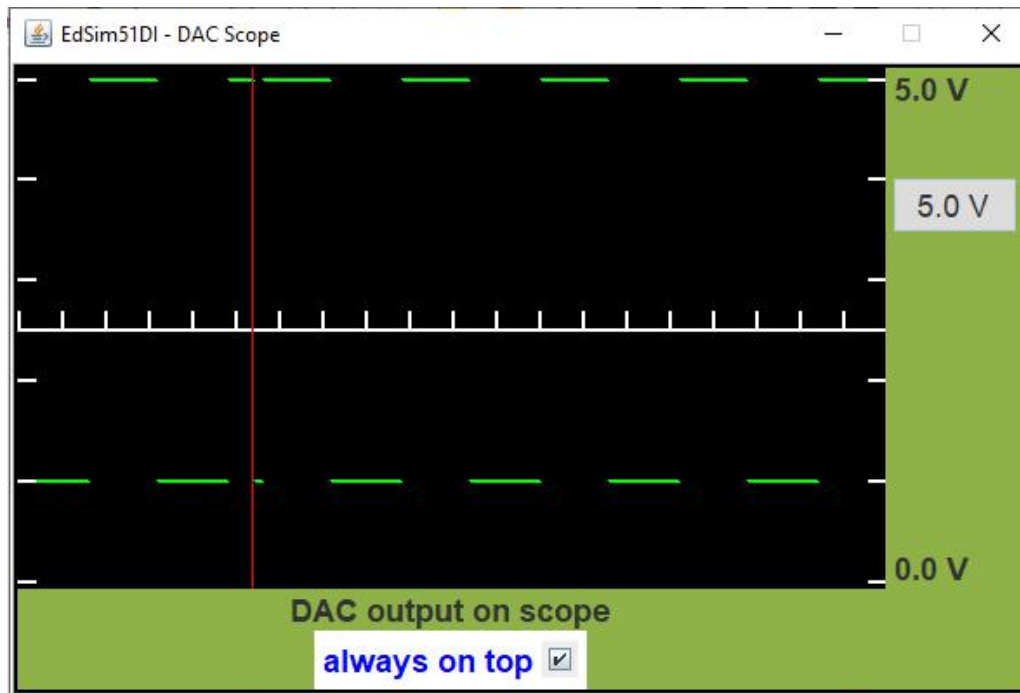 EdSim51DI - DAC Scope
5.0 V
5.0 V
0.0 V
DAC output on scope
always on top